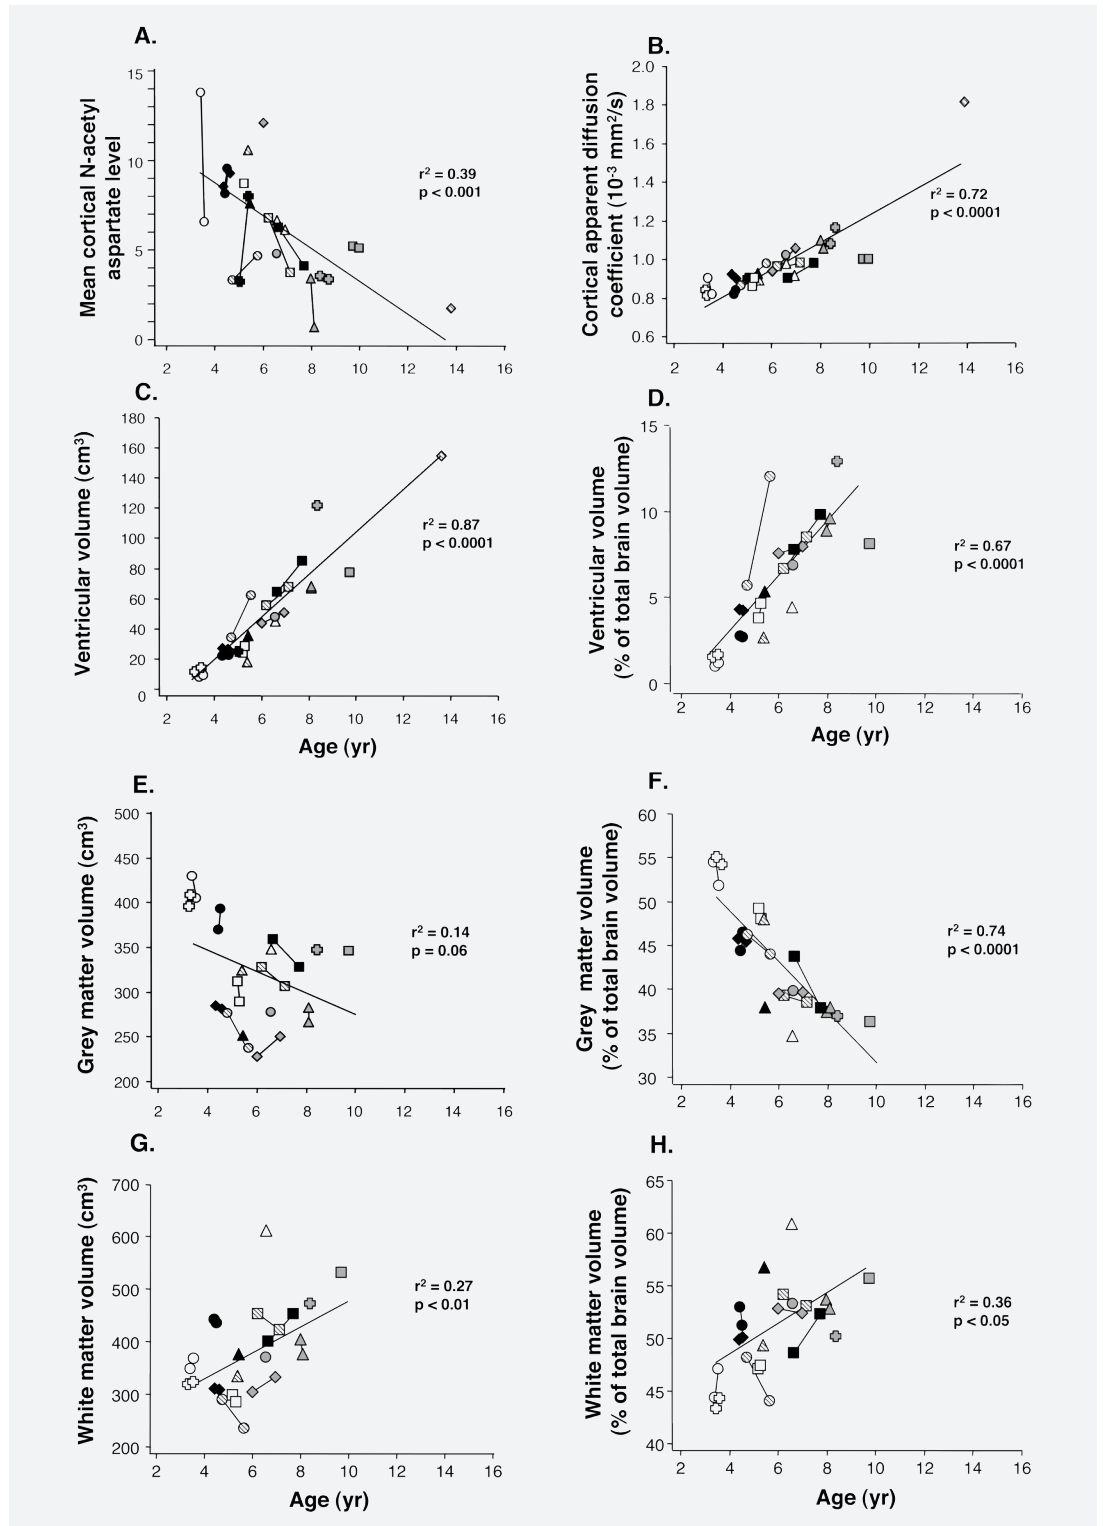 A.
Mean cortical N-acetyl
aspartate level
15
10
5
0
r² = 0.39
p < 0.001
2 4 6 8 10 12 14 16
B.
Cortical apparent diffusion
coefficient (10⁻³ mm²/s)
2.0
1.8
1.6
1.4
1.2
1.0
0.8
0.6
r² = 0.72
p < 0.0001
2 4 6 8 10 12 14 16
C.
Ventricular volume (cm³)
180
160
140
120
100
80
60
40
20
0
r² = 0.87
p < 0.0001
2 4 6 8 10 12 14 16
Age (yr)
D.
Ventricular volume
(% of total brain volume)
15
10
5
0
r² = 0.67
p < 0.0001
2 4 6 8 10 12 14 16
Age (yr)
E.
Grey matter volume (cm³)
500
450
400
350
300
250
200
r² = 0.14
p = 0.06
2 4 6 8 10 12 14 16
F.
Grey matter volume
(% of total brain volume)
60
55
50
45
40
35
30
r² = 0.74
p < 0.0001
2 4 6 8 10 12 14 16
G.
White matter volume (cm³)
700
600
500
400
300
200
r² = 0.27
p < 0.01
2 4 6 8 10 12 14 16
Age (yr)
H.
White matter volume
(% of total brain volume)
65
60
55
50
45
40
r² = 0.36
p < 0.05
2 4 6 8 10 12 14 16
Age (yr)